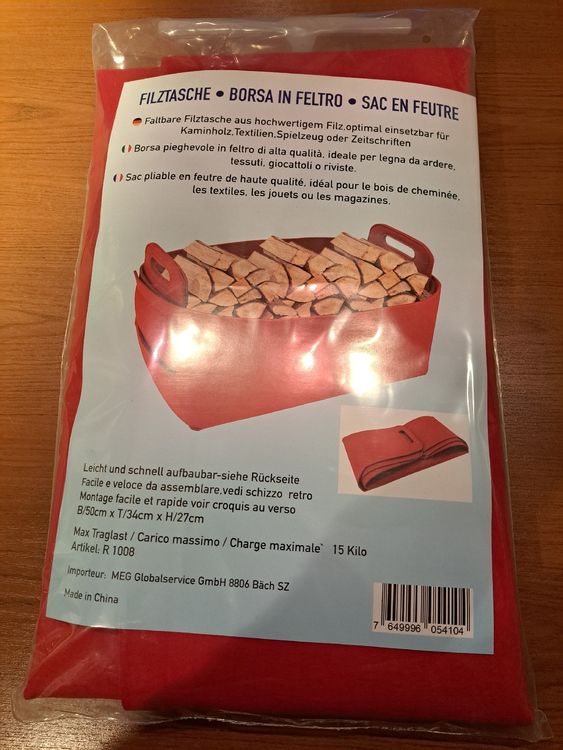 FILZTASCHE • BORSA IN FELTRO • SAC EN FEUTRE
Faltbare Filztasche aus hochwertigem Filz,optimal einsetzbar für
Kaminholz,Textilien,Spielzeug oder Zeitschriften
Borsa pieghevole in feltro di alta qualità, ideale per legna da ardere,
tessuti, giocattoli o riviste.
Sac pliable en feutre de haute qualité, idéal pour le bois de cheminée,
les textiles, les jouets ou les magazines.
Leicht und schnell aufbaubar-siehe Rückseite
Facile e veloce da assemblare,vedi schizzo retro
Montage facile et rapide voir croquis au verso
B/50cm x T/34cm x H/27cm
Max Traglast / Carico massimo / Charge maximale` 15 Kilo
Artikel: R 1008
Importeur: MEG Globalservice GmbH 8806 Bäch SZ
Made in China
7 649996 054104